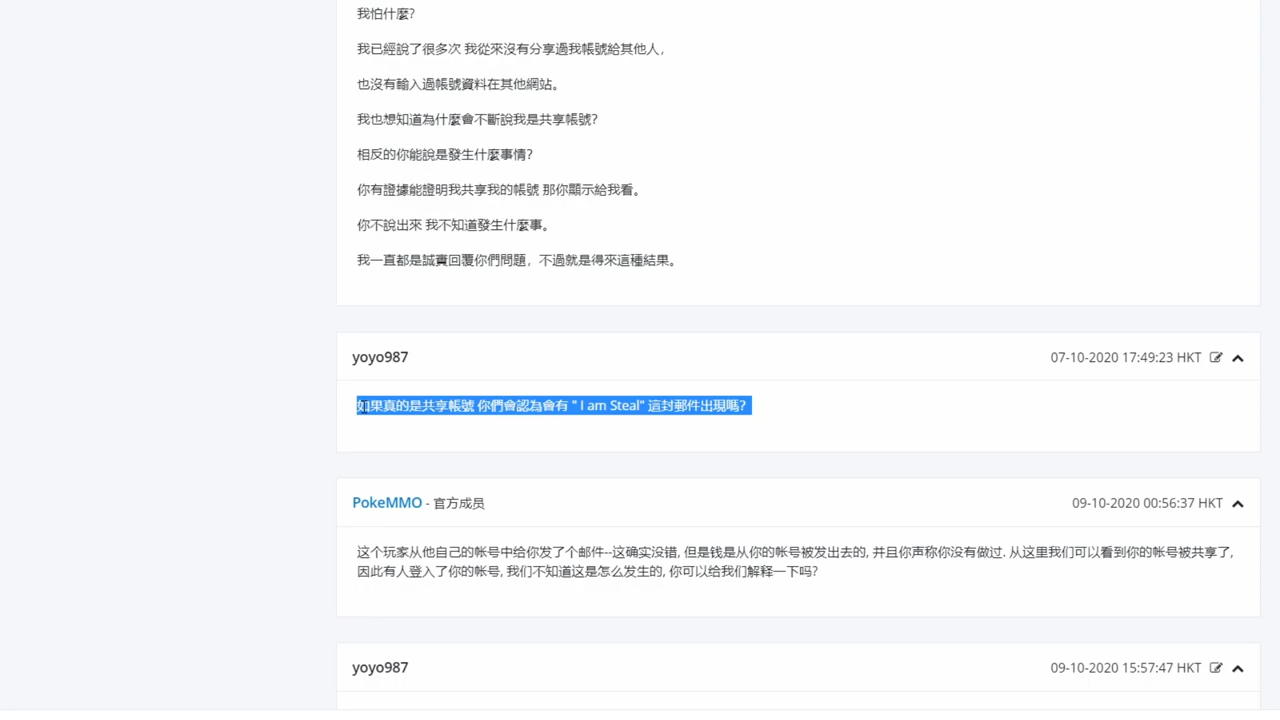 我怕什麼?
我已經說了很多次 我從來沒有分享過我帳號給其他人，
也沒有輸入過帳號資料在其他網站。
我也想知道為什麼會不斷說我是共享帳號?
相反的你能說是發生什麼事情?
你有證據能證明我共享我的帳號 那你顯示給我看。
你不說出來 我不知道發生什麼事。
我一直都是誠實回覆你們問題，不過就是得來這種結果。
yoyo987
07-10-2020 17:49:23 HKT
如果真的是共享帳號 你們會認為會有 " I am Steal" 這封郵件出現嗎?
PokeMMO - 官方成员
09-10-2020 00:56:37 HKT
这个玩家从他自己的帐号中给你发了个邮件--这确实没错, 但是钱是从你的帐号被发出去的, 并且你声称你没有做过. 从这里我们可以看到你的帐号被共享了,
因此有人登入了你的帐号, 我们不知道这是怎么发生的, 你可以给我们解释一下吗?
yoyo987
09-10-2020 15:57:47 HKT